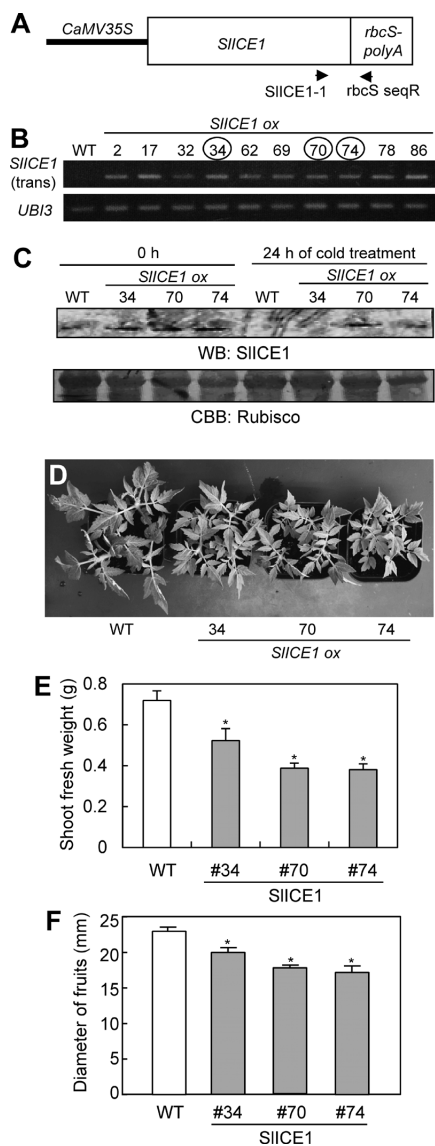 A
CaMV35S
SlICE1
rbcS-
polyA
SlICE1-1
rbcS seqR
B
SlICE1 ox
WT 2 17 32 34 62 69 70 74 78 86
SlICE1
(trans)
UBI3
C
0 h 24 h of cold treatment
SlICE1 ox SlICE1 ox
WT 34 70 74 WT 34 70 74
WB: SlICE1
CBB: Rubisco
D
WT 34 70 74
SlICE1 ox
E
Shoot fresh weight (g)
0.8
0.6
0.4
0.2
0
* * *
WT #34 #70 #74
SlICE1
F
Diameter of fruits (mm)
25
20
15
10
5
0
* * *
WT #34 #70 #74
SlICE1